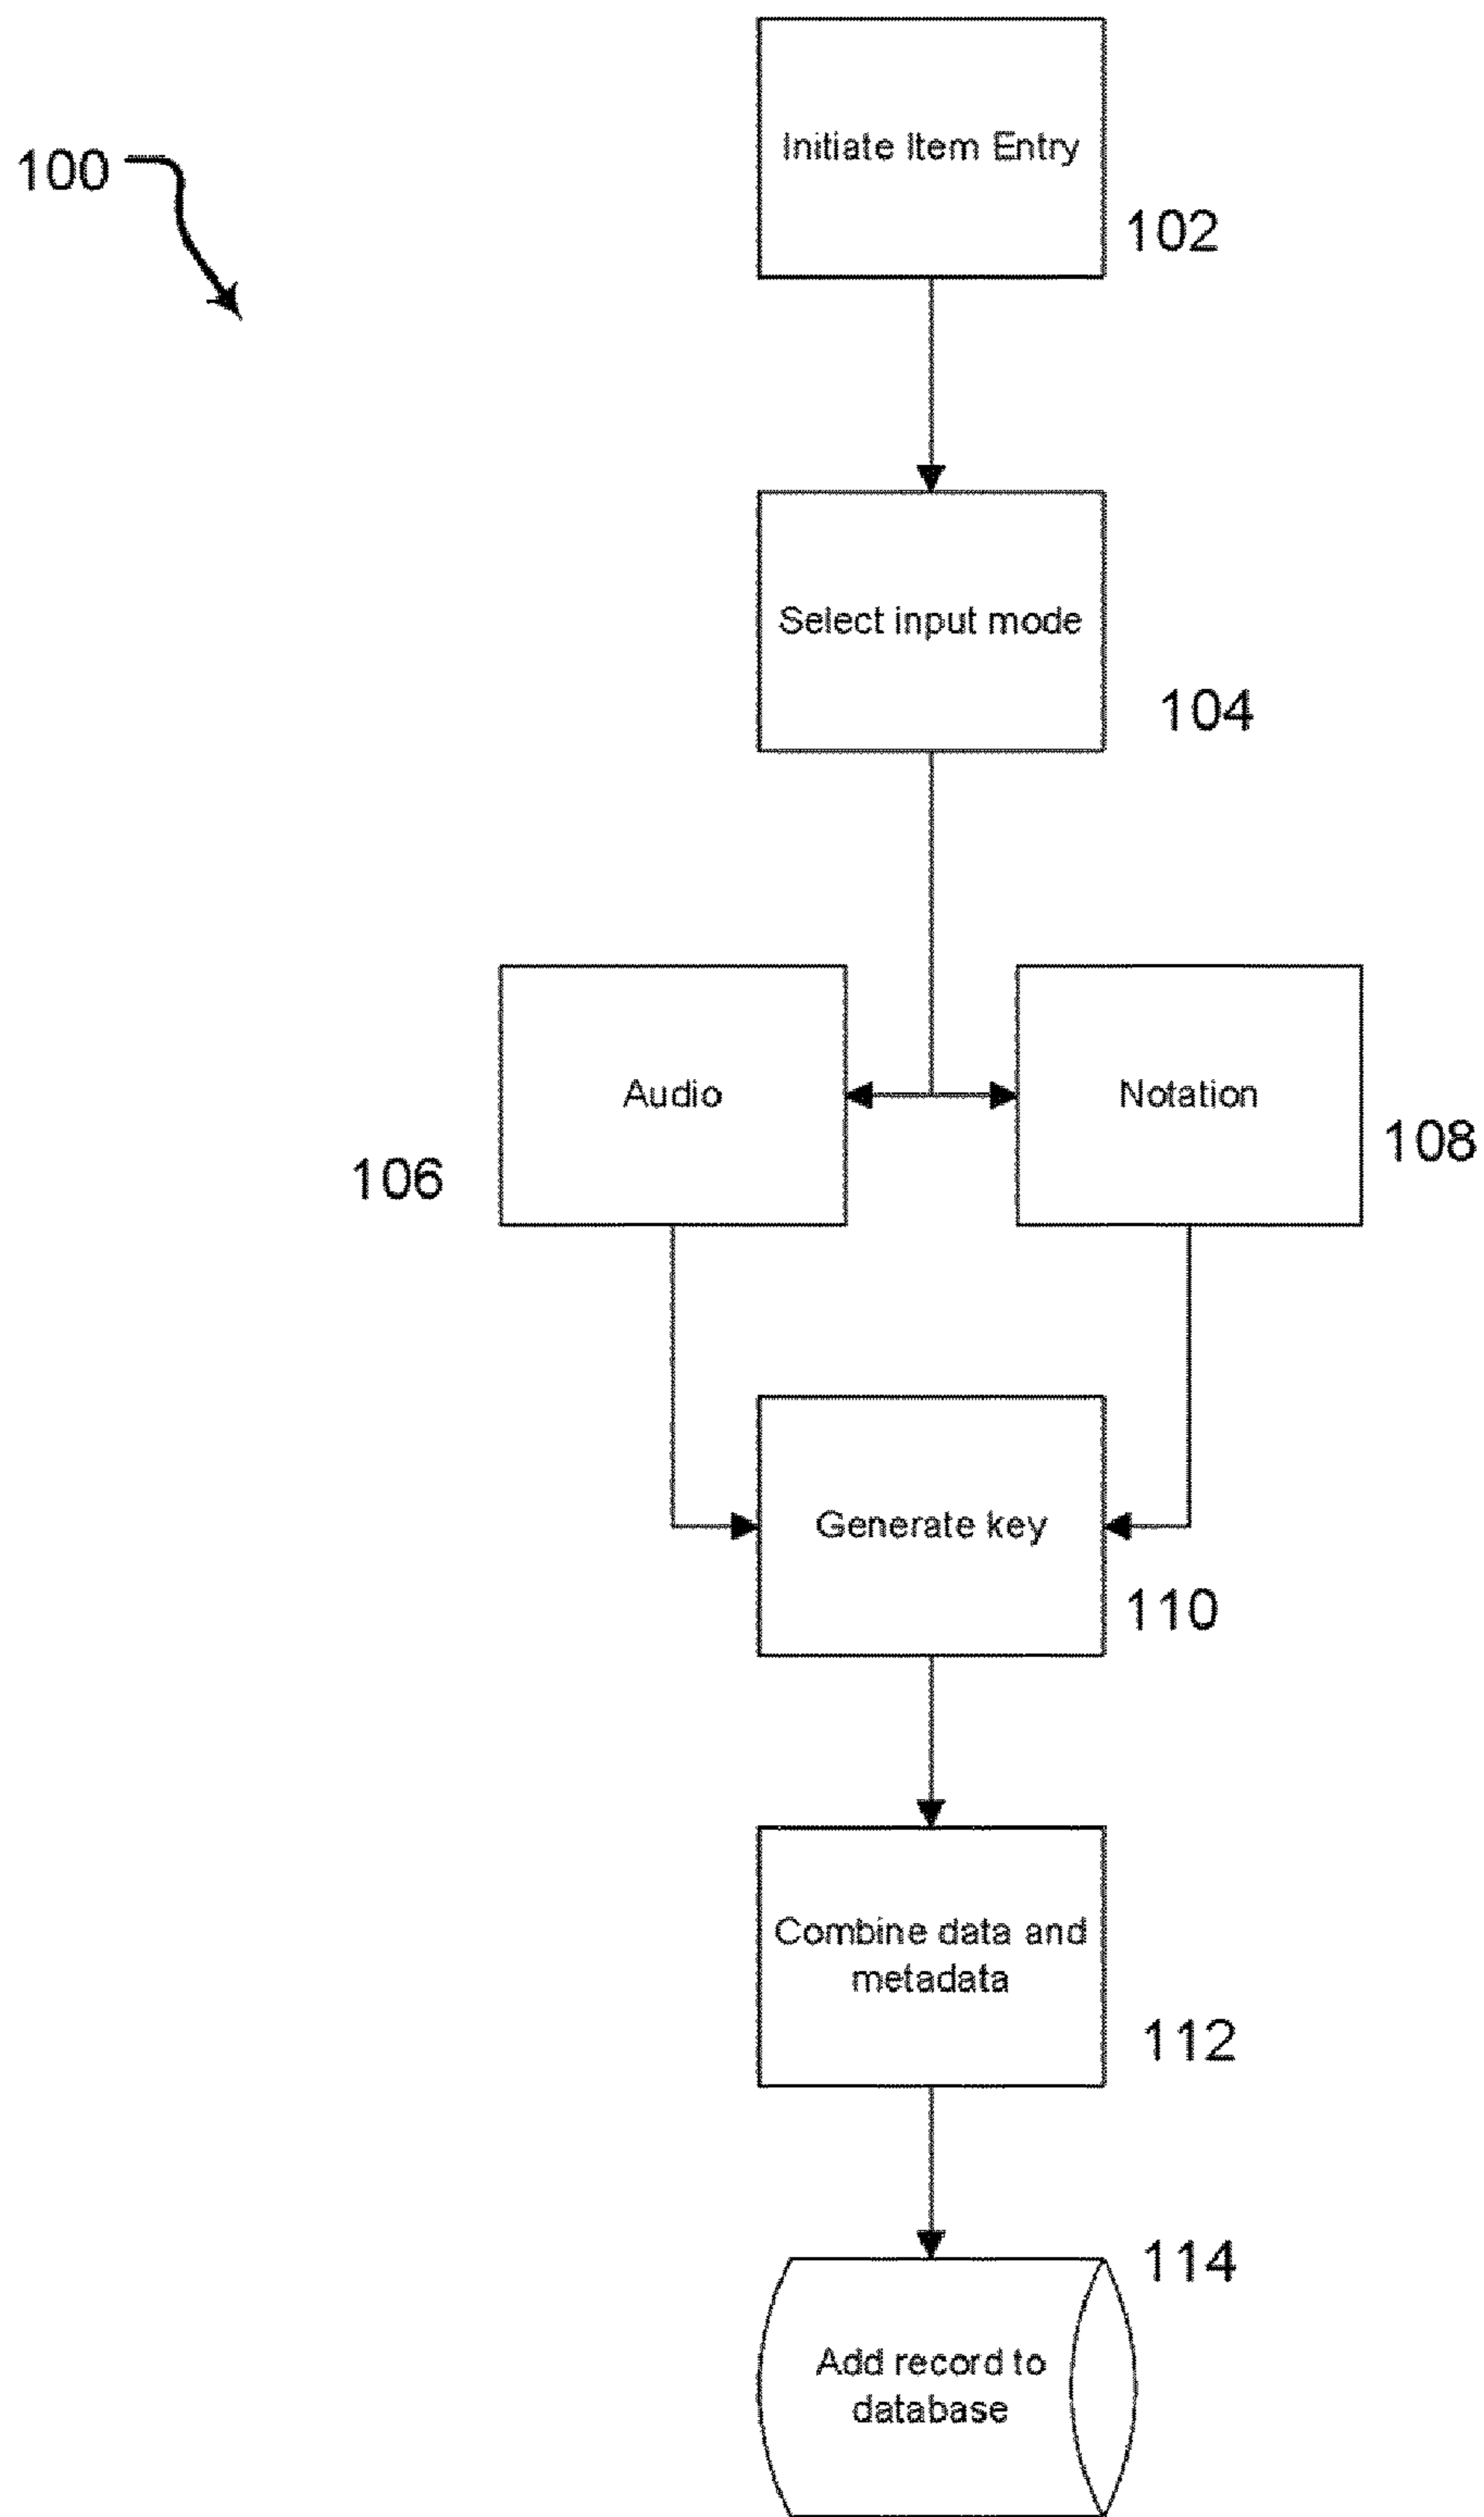 100
Initiate Item Entry
102
Select input mode
104
Audio
Notation
106
108
Generate key
110
Combine data and
metadata
112
114
Add record to
database